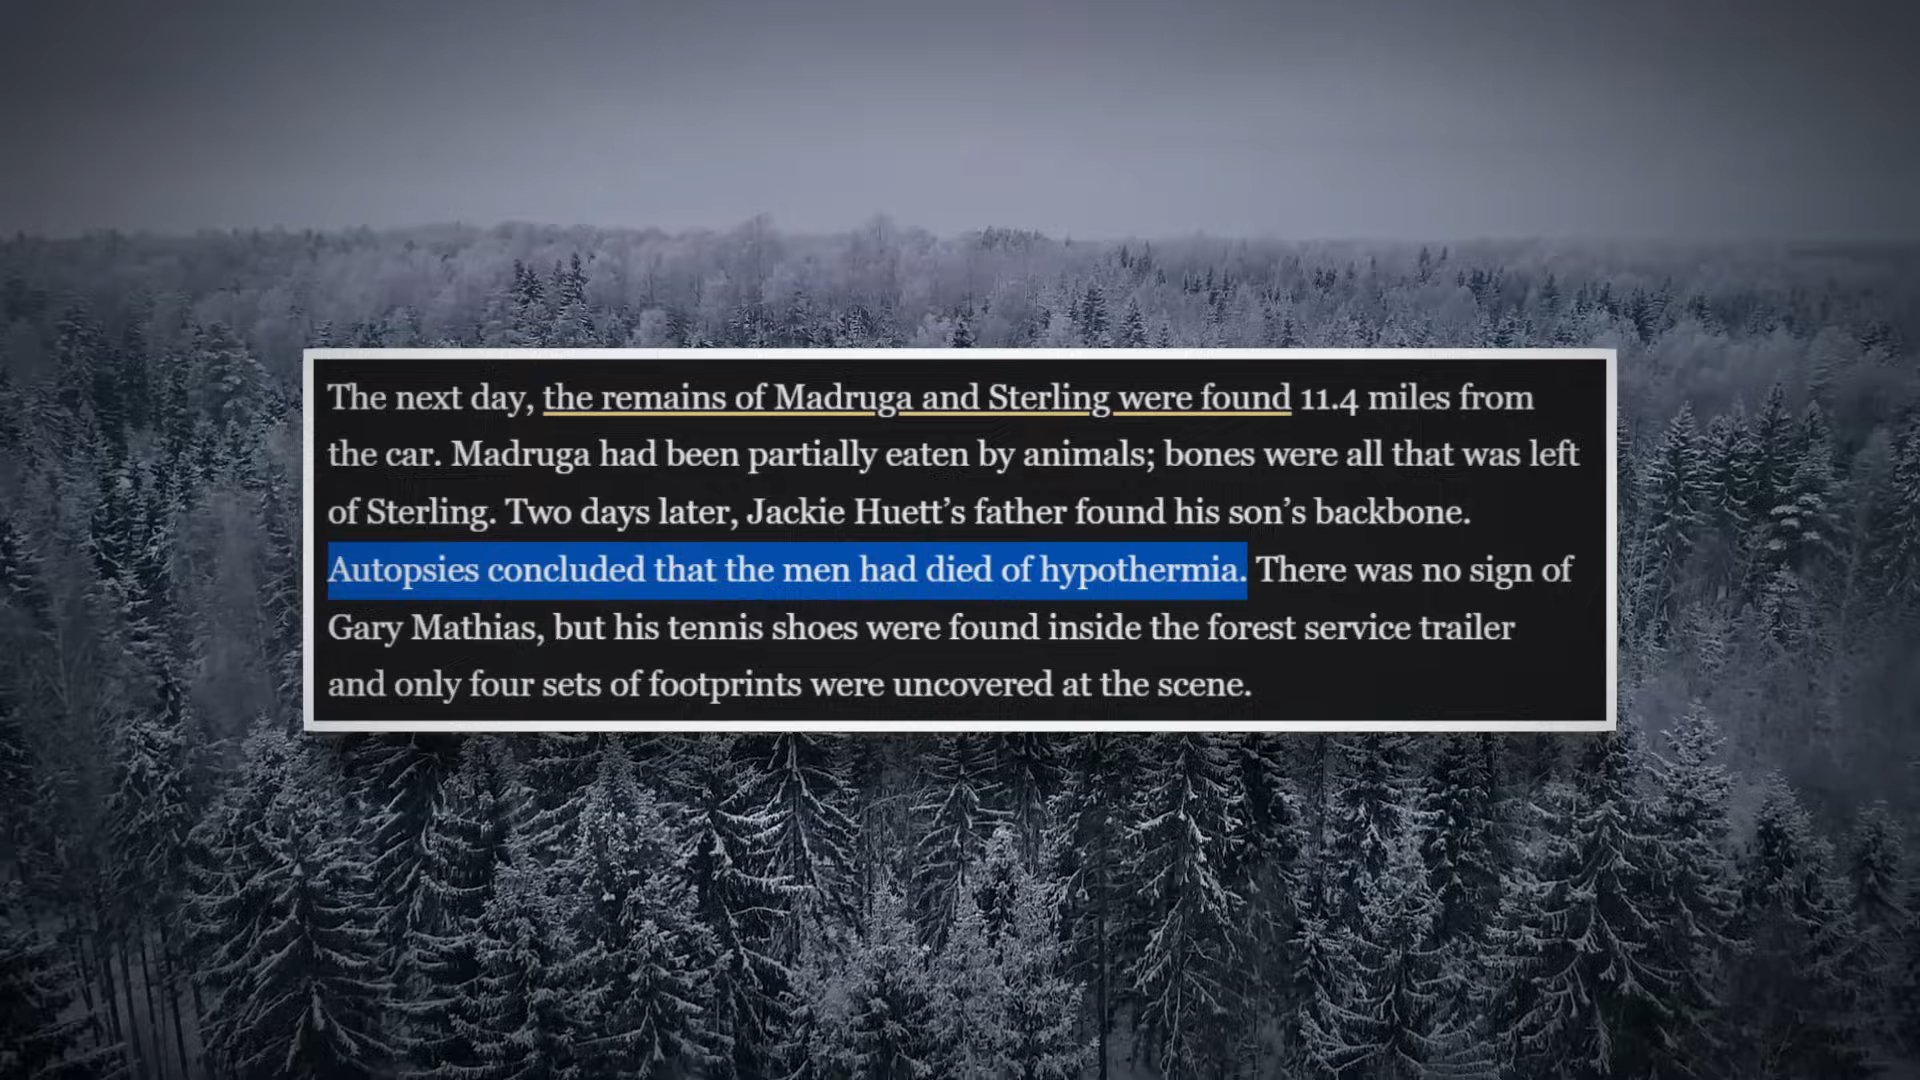 The next day, the remains of Madruga and Sterling were found 11.4 miles from
the car. Madruga had been partially eaten by animals; bones were all that was left
of Sterling. Two days later, Jackie Huett’s father found his son’s backbone.
Autopsies concluded that the men had died of hypothermia. There was no sign of
Gary Mathias, but his tennis shoes were found inside the forest service trailer
and only four sets of footprints were uncovered at the scene.